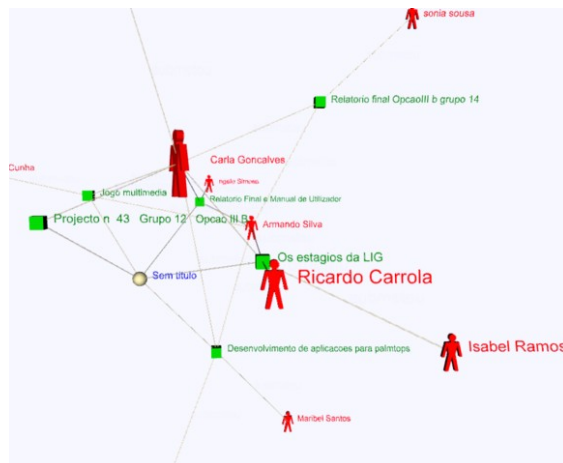 sonia sousa
Relatorio final OpcaoIII b grupo 14
Carla Goncalves
Cunha
Simoes
Jogo multimedia
Relatorio Final e Manual de Utilizador
Projecto n 43 Grupo 12 Opcao III.B
Armando Silva
Os estagios da LIG
Sem titulo
Ricardo Carrola
Isabel Ramos
Desenvolvimento de aplicacoes para palmtops
Maribel Santos